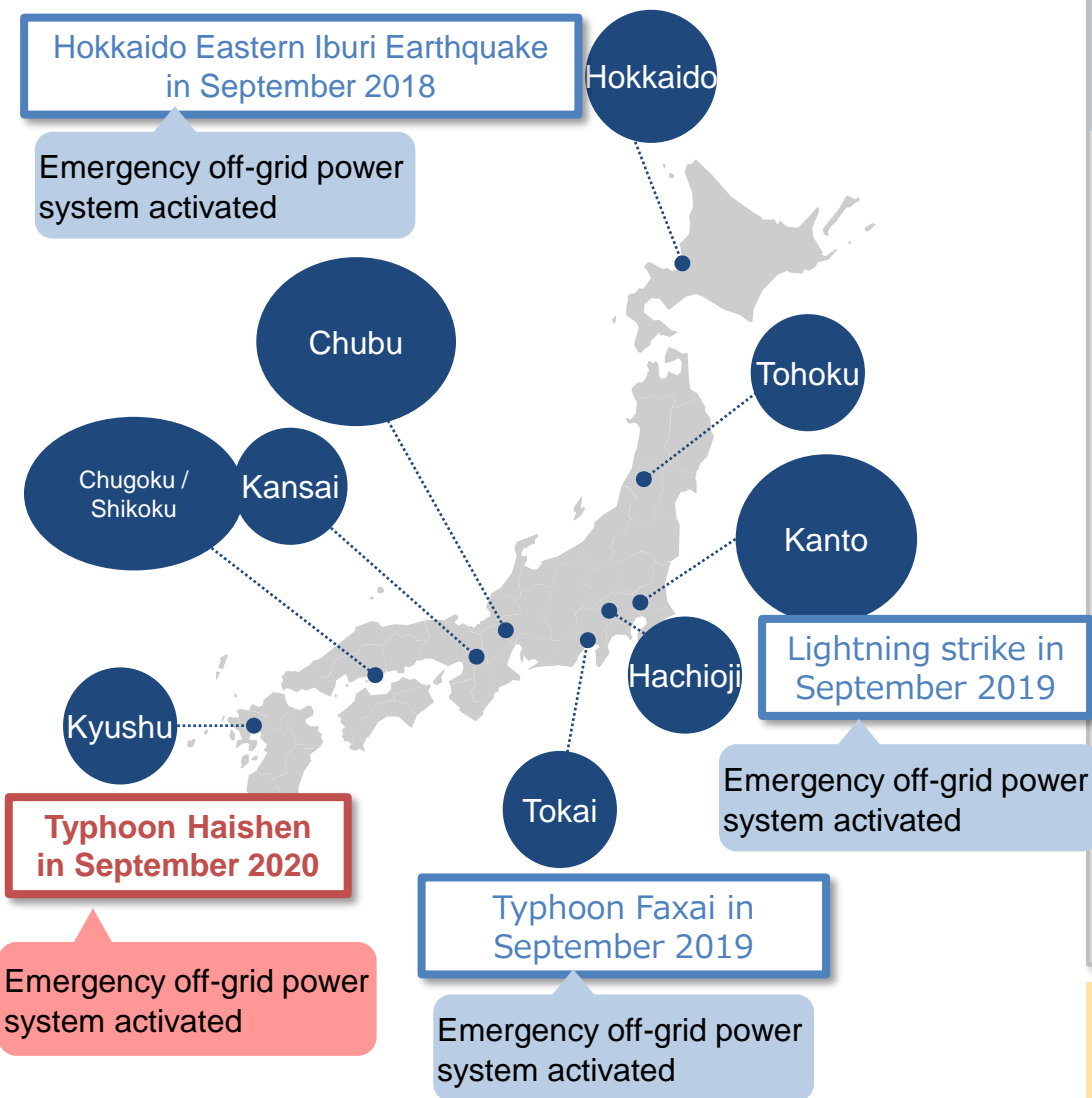 Hokkaido Eastern Iburi Earthquake
in September 2018
Hokkaido
Emergency off-grid power
system activated
Chubu
Tohoku
Chugoku /
Shikoku
Kansai
Kanto
Lightning strike in
September 2019
Hachioji
Kyushu
Emergency off-grid power
system activated
Tokai
Typhoon Haishen
in September 2020
Typhoon Faxai in
September 2019
Emergency off-grid power
system activated
Emergency off-grid power
system activated